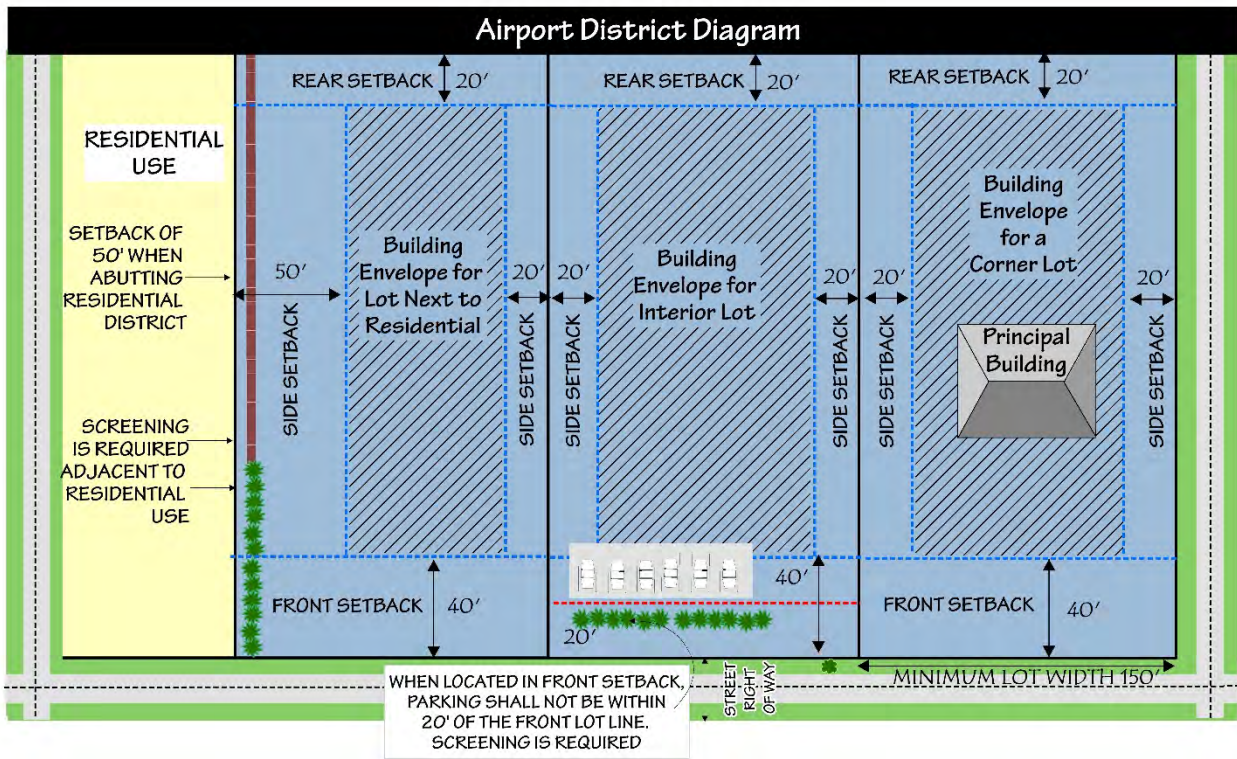 Airport District Diagram
REAR SETBACK 20'
REAR SETBACK 20'
REAR SETBACK 20'
RESIDENTIAL
USE
SETBACK OF
50' WHEN
ABUTTING
RESIDENTIAL
DISTRICT
SCREENING
IS REQUIRED
ADJACENT TO
RESIDENTIAL
USE
50'
SIDE SETBACK
Building
Envelope for
Lot Next to
Residential
20'
SIDE SETBACK
20'
SIDE SETBACK
Building
Envelope for
Interior Lot
20'
SIDE SETBACK
20'
SIDE SETBACK
Building
Envelope
for a
Corner Lot
Principal
Building
20'
SIDE SETBACK
FRONT SETBACK 40'
20'
40'
FRONT SETBACK 40'
WHEN LOCATED IN FRONT SETBACK,
PARKING SHALL NOT BE WITHIN
20' OF THE FRONT LOT LINE.
SCREENING IS REQUIRED
STREET
RIGHT
OF WAY
MINIMUM LOT WIDTH 150'